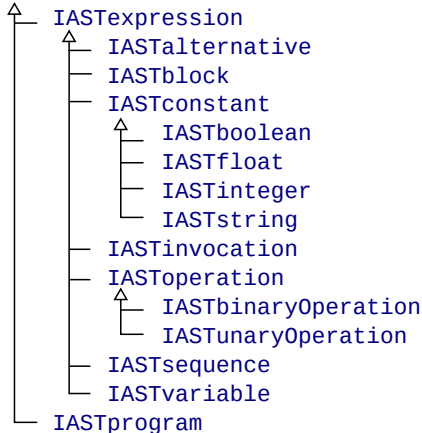 IASTexpression
IASTalternative
IASTblock
IASTconstant
IASTboolean
IASTfloat
IASTinteger
IASTstring
IASTinvocation
IASToperation
IASTbinaryOperation
IASTunaryOperation
IASTsequence
IASTvariable
IASTprogram